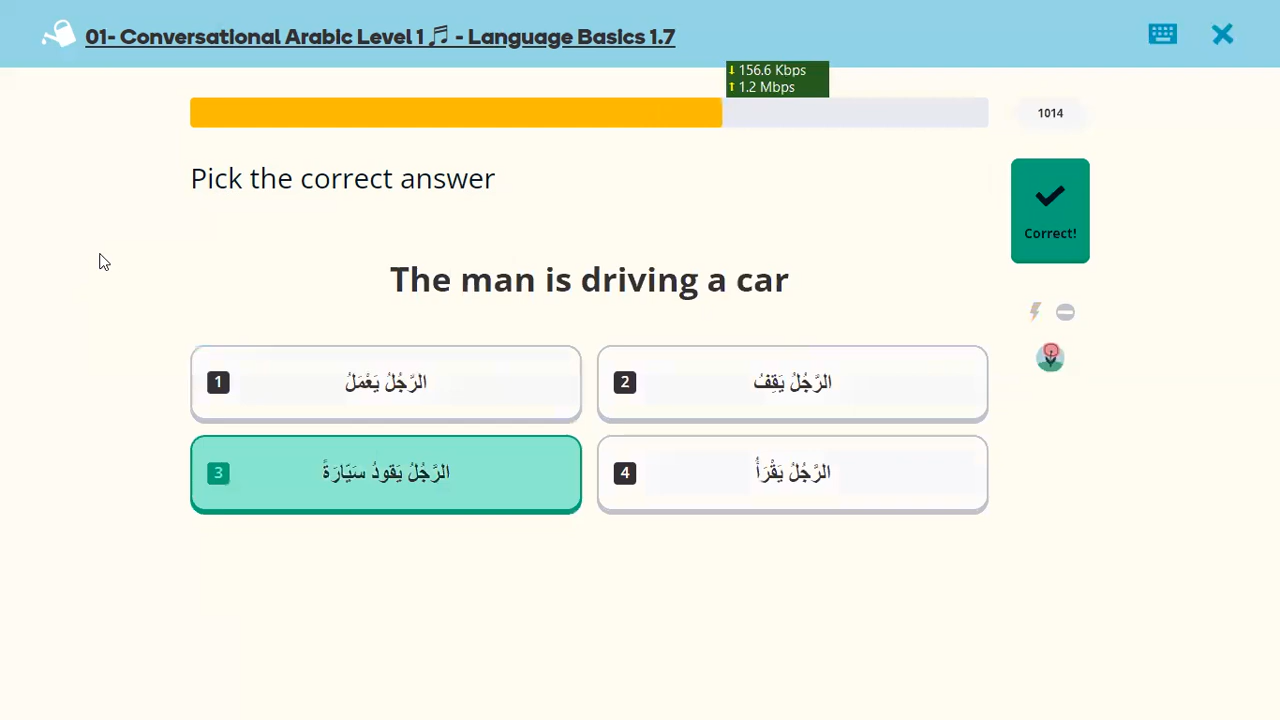 01- Conversational Arabic Level 1 🎵 - Language Basics 1.7
↓ 156.6 Kbps
↑ 1.2 Mbps
1014
Pick the correct answer
Correct!
The man is driving a car
1 الرَّجُلُ يَعْمَلُ
2 الرَّجُلُ يَقِفُ
3 الرَّجُلُ يَقودُ سَيّارَةً
4 الرَّجُلُ يَقْرَأُ